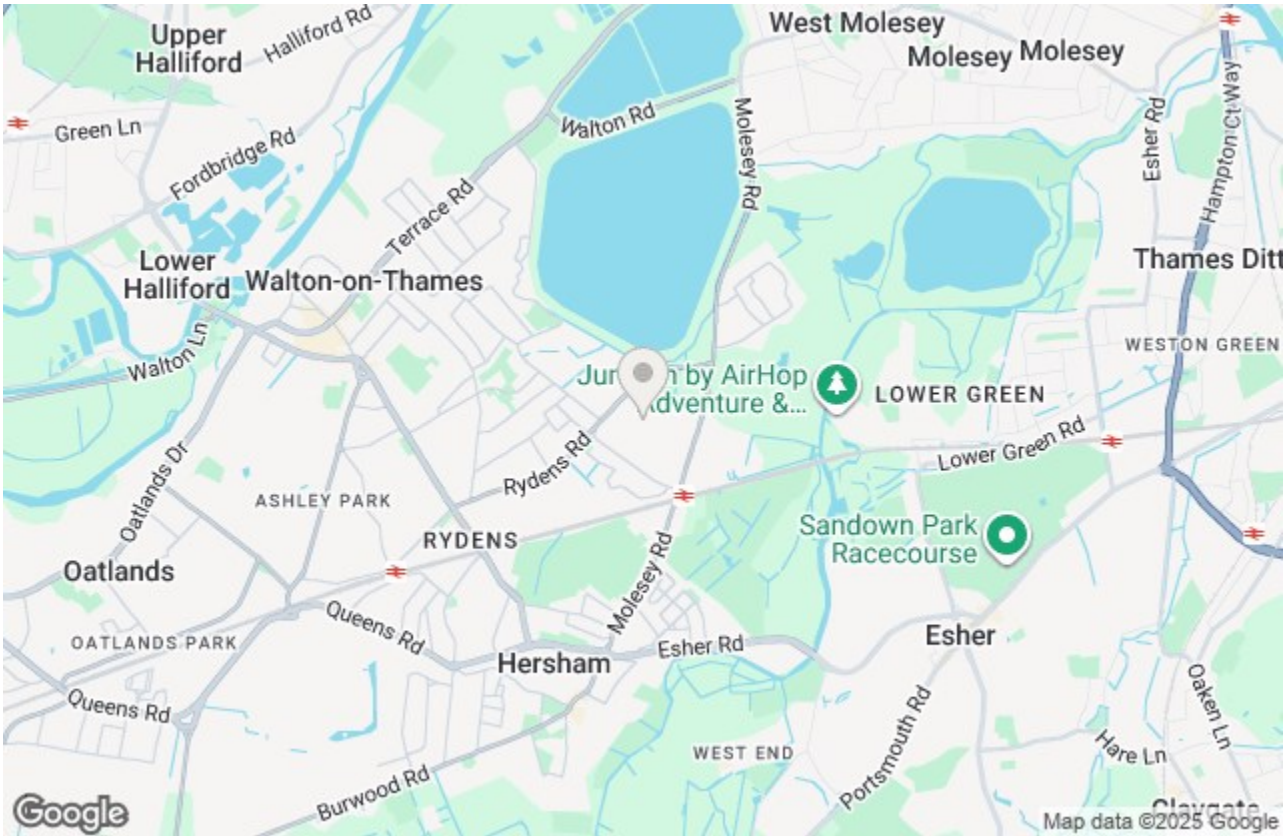 West Molesey
Upper
Halliford
Halliford Rd
Molesey
Molesey
Green Ln
Walton Rd
Molesey Rd
Esher Rd
Hampton Ct Way
Fordbridge Rd
Terrace Rd
Lower
Halliford
Walton-on-Thames
Thames Ditt
Walton Ln
WESTON GREEN
by AirHop
Adventure &...
LOWER GREEN
Oatlands Dr
Rydens Rd
Lower Green Rd
ASHLEY PARK
RYDENS
Sandown Park
Racecourse
Oatlands
Molesey Rd
Queens Rd
OATLANDS PARK
Esher Rd
Esher
Hersham
Queens Rd
Oaken Ln
Portsmouth Rd
WEST END
Hare Ln
Burwood Rd
Claygate
Google
Map data ©2025 Google